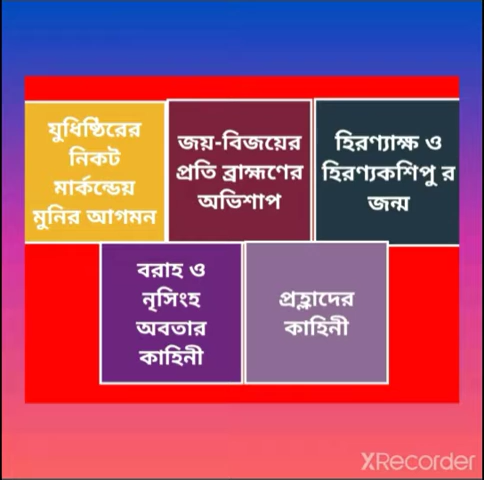 যুধিষ্ঠিরের
নিকট
মার্কন্ডেয়
মুনির আগমন
জয়-বিজয়ের
প্রতি ব্রাহ্মণের
অভিশাপ
হিরণ্যাক্ষ ও
হিরণ্যকশিপু র
জন্ম
বরাহ ও
নৃসিংহ
অবতার
কাহিনী
প্রহ্লাদের
কাহিনী
XRecorder